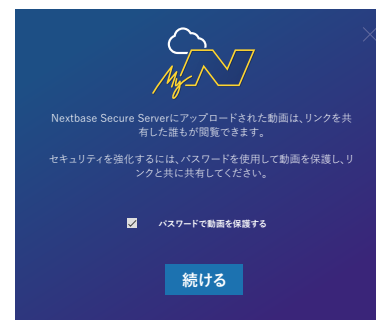 My N
Nextbase Secure Serverにアップロードされた動画は、リンクを共
有した誰もが閲覧できます。
セキュリティを強化するには、パスワードを使用して動画を保護し、リ
ンクと共に共有してください。
パスワードで動画を保護する
続ける